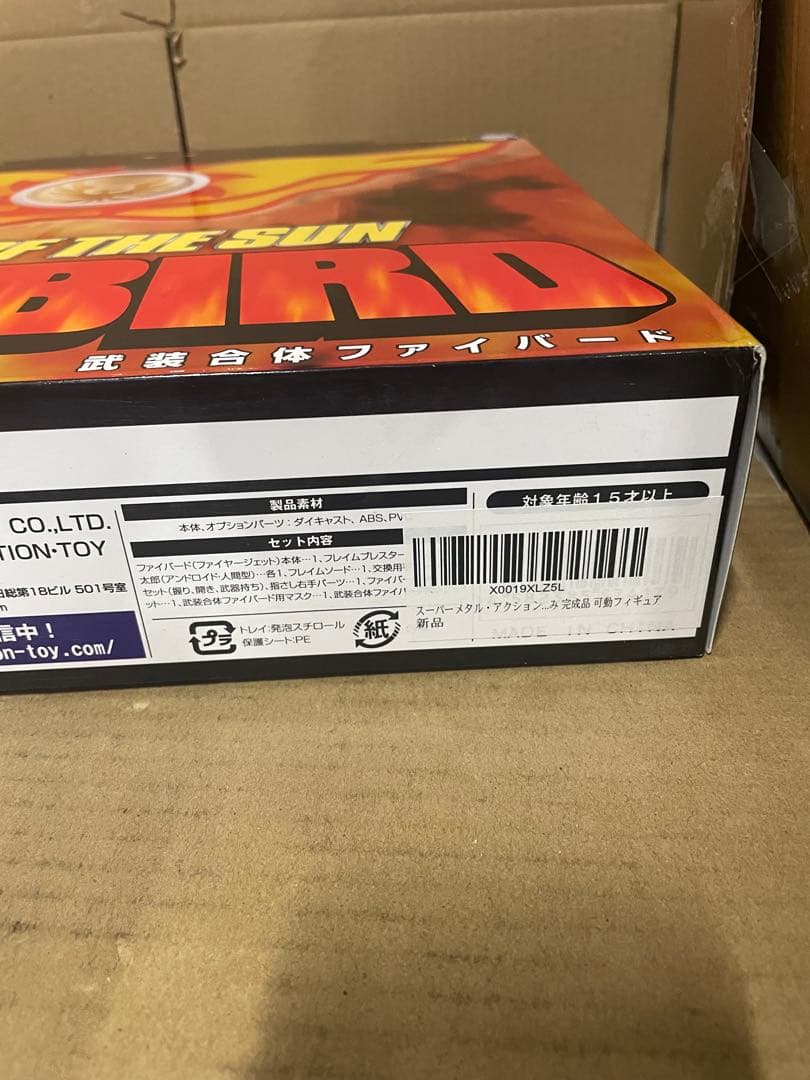 OF THE SUN
BIRD
武装合体ファイバード
CO.,LTD.
TION・TOY
総第18ビル 501号室
m
信中！
on-toy.com/
製品素材
本体、オプションパーツ：ダイキャスト、ABS、PV
セット内容
ファイバード(ファイヤージェット)本体…1、フレイムブレスター
太郎(アンドロイド・人間型)…各1、フレイムソード…1、交換用
セット(握り、開き、武器持ち)、指さし右手パーツ…1、ファイバー
ット…1、武装合体ファイバード用マスク…1、武装合体ファイバ
プラ
トレイ：発泡スチロール
保護シート：PE
紙
対象年齢15才以上
X0019XLZ5L
スーパーメタル・アクション...み 完成品 可動フィギュア
新品
MADE IN CHINA